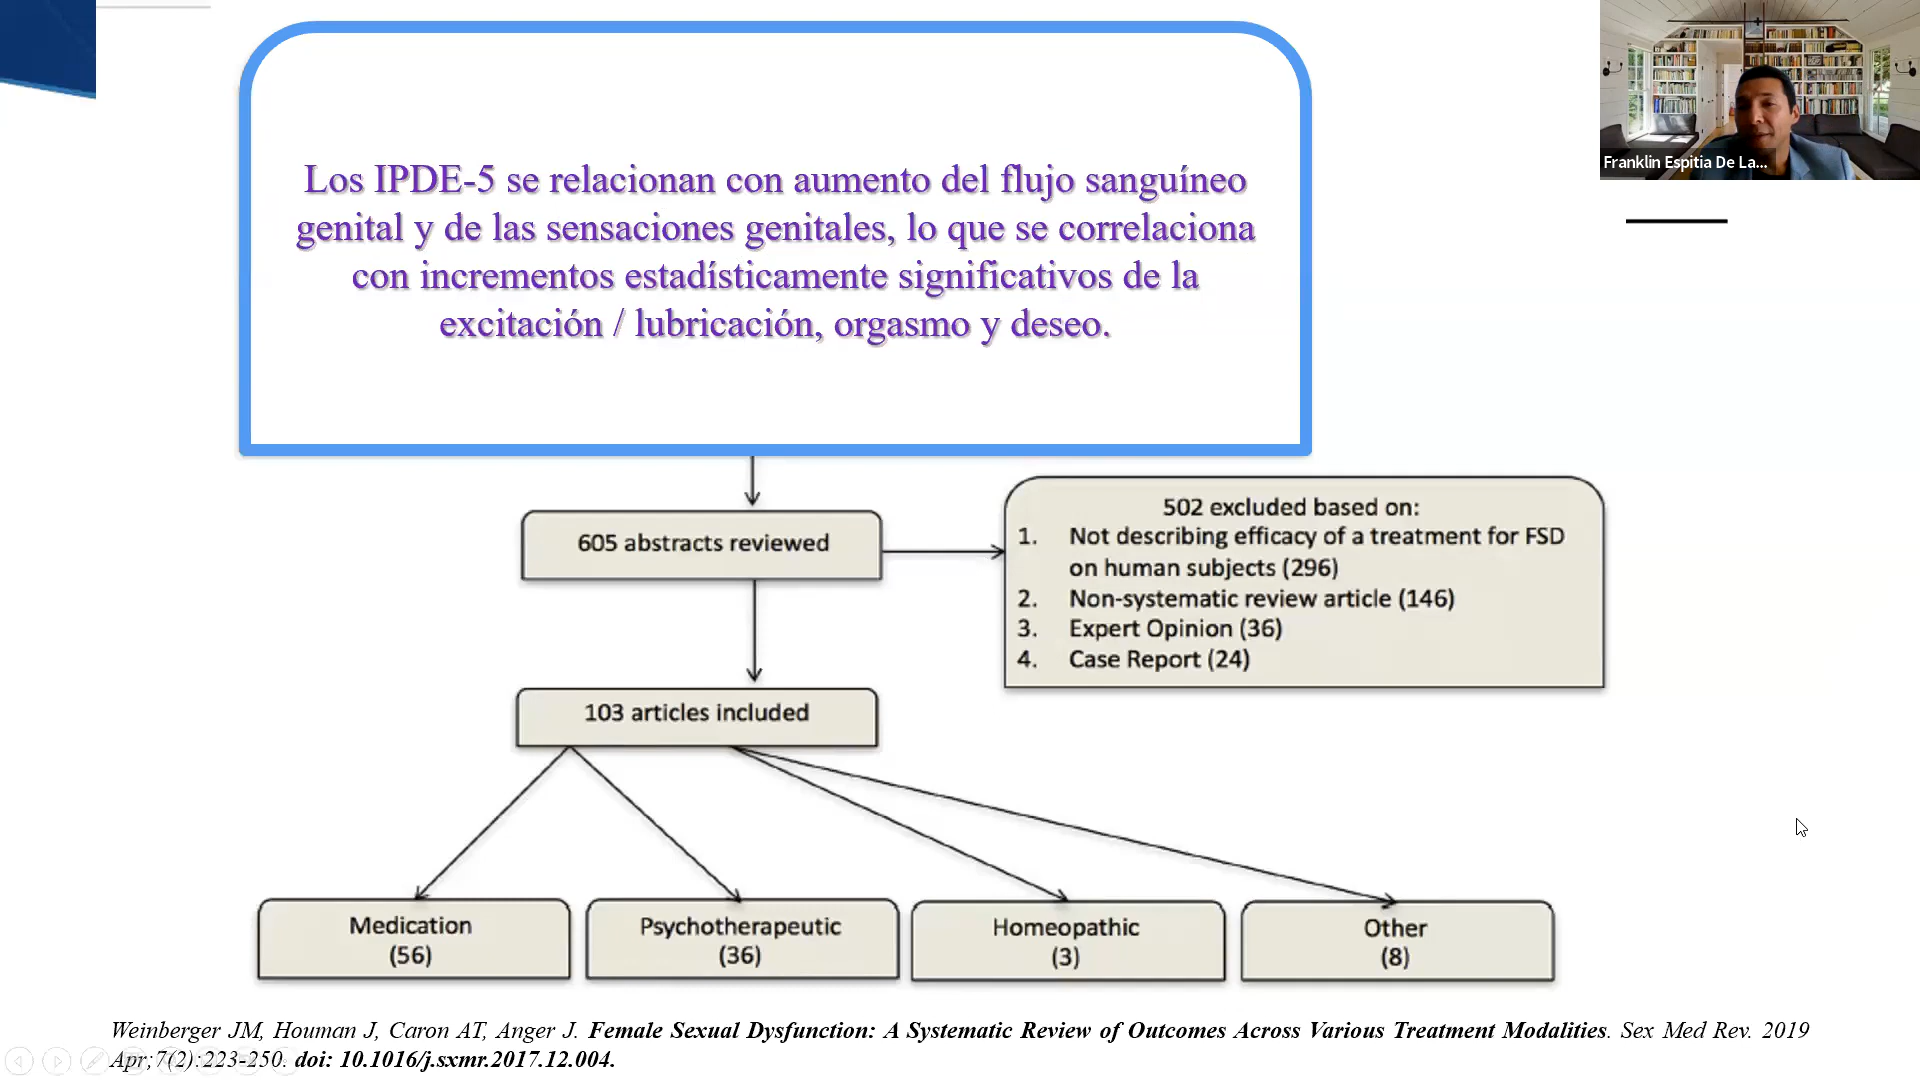 Los IPDE-5 se relacionan con aumento del flujo sanguíneo
genital y de las sensaciones genitales, lo que se correlaciona
con incrementos estadísticamente significativos de la
excitación / lubricación, orgasmo y deseo.
Franklin Espitia De La...
605 abstracts reviewed
502 excluded based on:
1. Not describing efficacy of a treatment for FSD
on human subjects (296)
2. Non-systematic review article (146)
3. Expert Opinion (36)
4. Case Report (24)
103 articles included
Medication
(56)
Psychotherapeutic
(36)
Homeopathic
(3)
Other
(8)
Weinberger JM, Houman J, Caron AT, Anger J. Female Sexual Dysfunction: A Systematic Review of Outcomes Across Various Treatment Modalities. Sex Med Rev. 2019
Apr;7(2):223-250. doi: 10.1016/j.sxmr.2017.12.004.